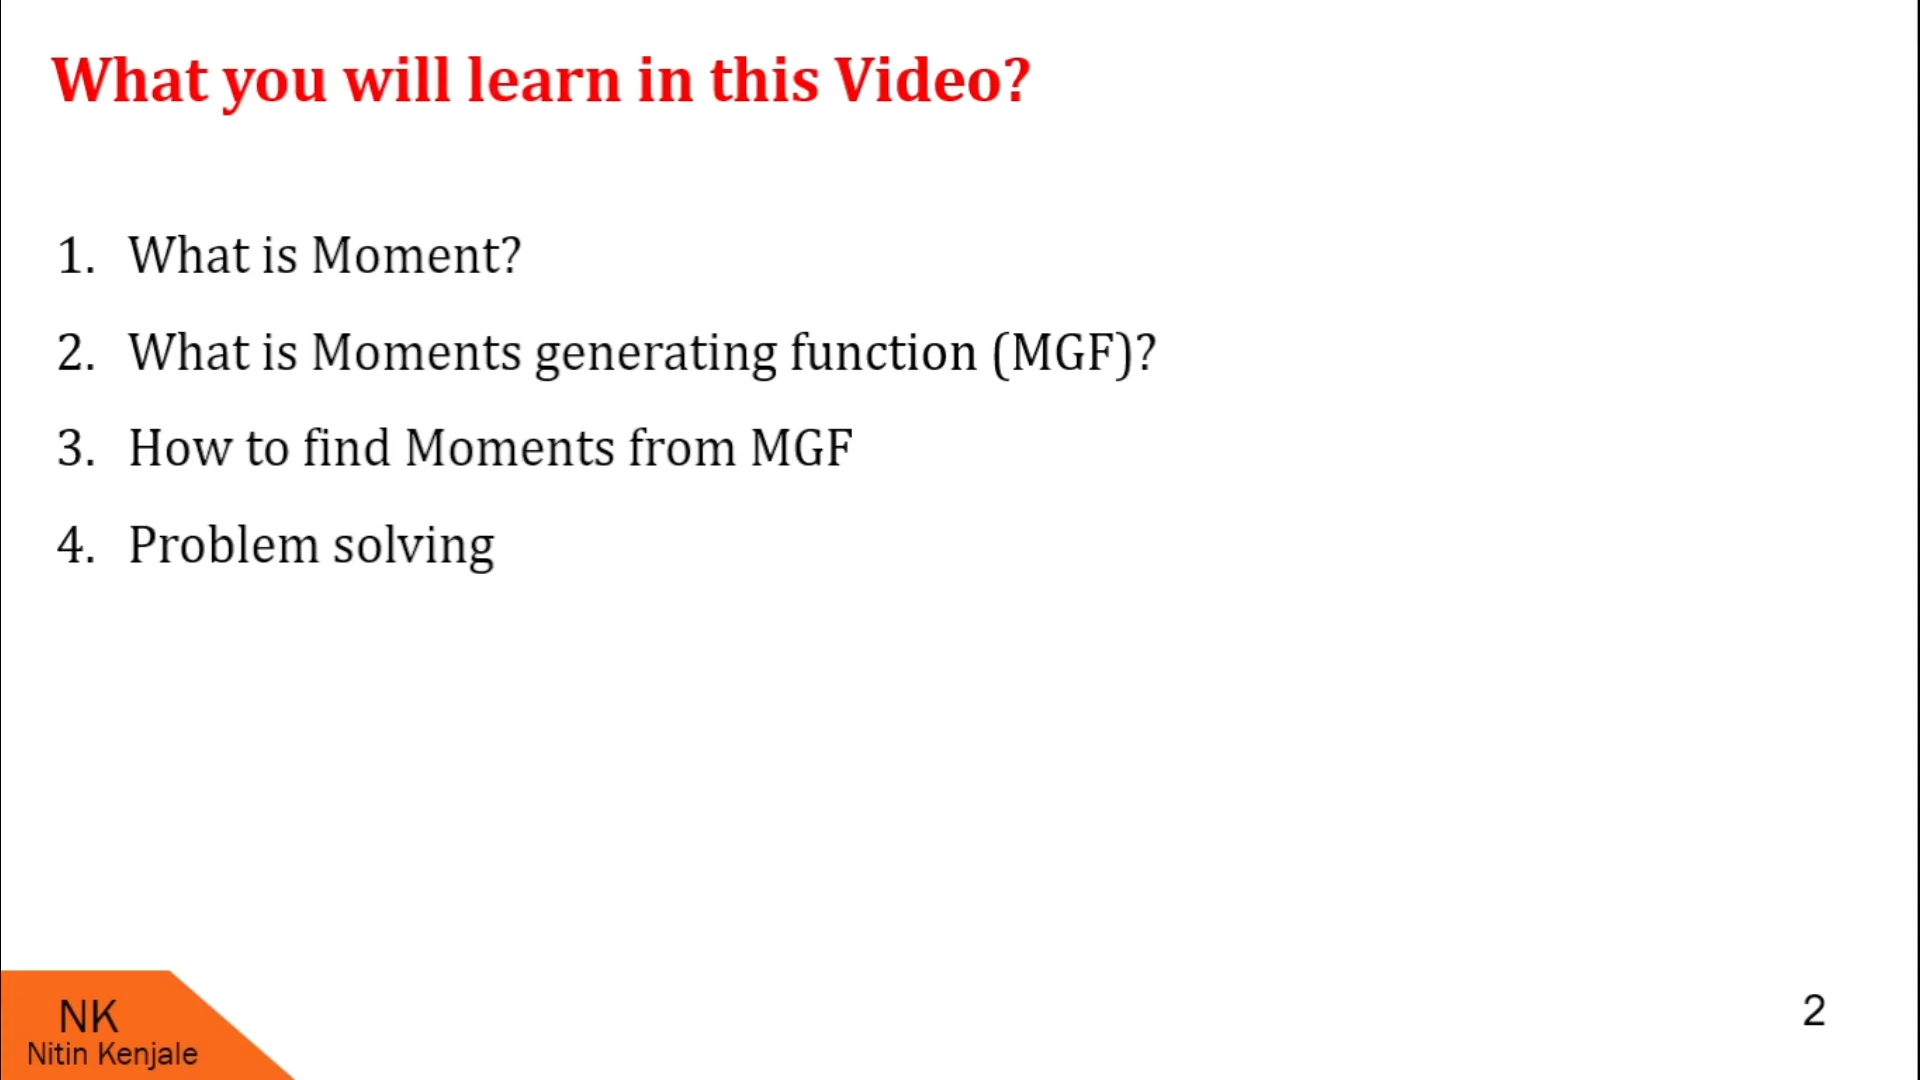 What you will learn in this Video?
1. What is Moment?
2. What is Moments generating function (MGF)?
3. How to find Moments from MGF
4. Problem solving
NK
Nitin Kenjale
2